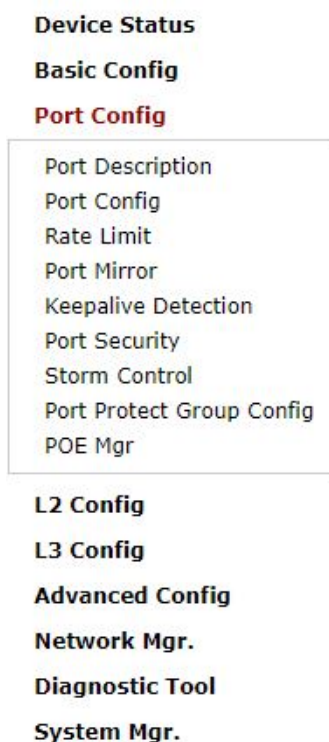 Device Status
Basic Config
Port Config
Port Description
Port Config
Rate Limit
Port Mirror
Keepalive Detection
Port Security
Storm Control
Port Protect Group Config
POE Mgr
L2 Config
L3 Config
Advanced Config
Network Mgr.
Diagnostic Tool
System Mgr.